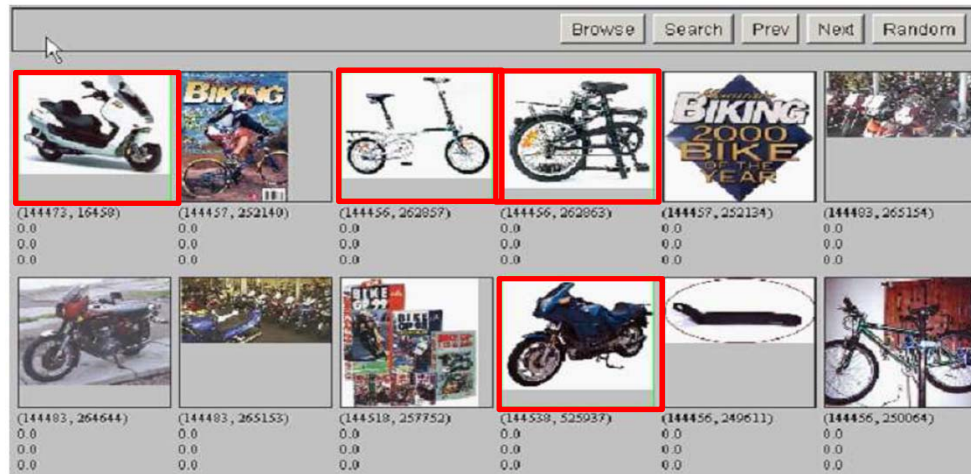 Browse Search Prev Next Random
BIKING
Mountain
BIKING
2000
BIKE
OF THE
YEAR
(144473, 16458) (144457, 252140) (144456, 262857) (144456, 262863) (144457, 252134) (144483, 265154)
0.0 0.0 0.0 0.0 0.0 0.0
0.0 0.0 0.0 0.0 0.0 0.0
0.0 0.0 0.0 0.0 0.0 0.0
BIKE
GP 99
BIKE
(144483, 264644) (144483, 265153) (144518, 257752) (144538, 525937) (144456, 249611) (144456, 250064)
0.0 0.0 0.0 0.0 0.0 0.0
0.0 0.0 0.0 0.0 0.0 0.0
0.0 0.0 0.0 0.0 0.0 0.0